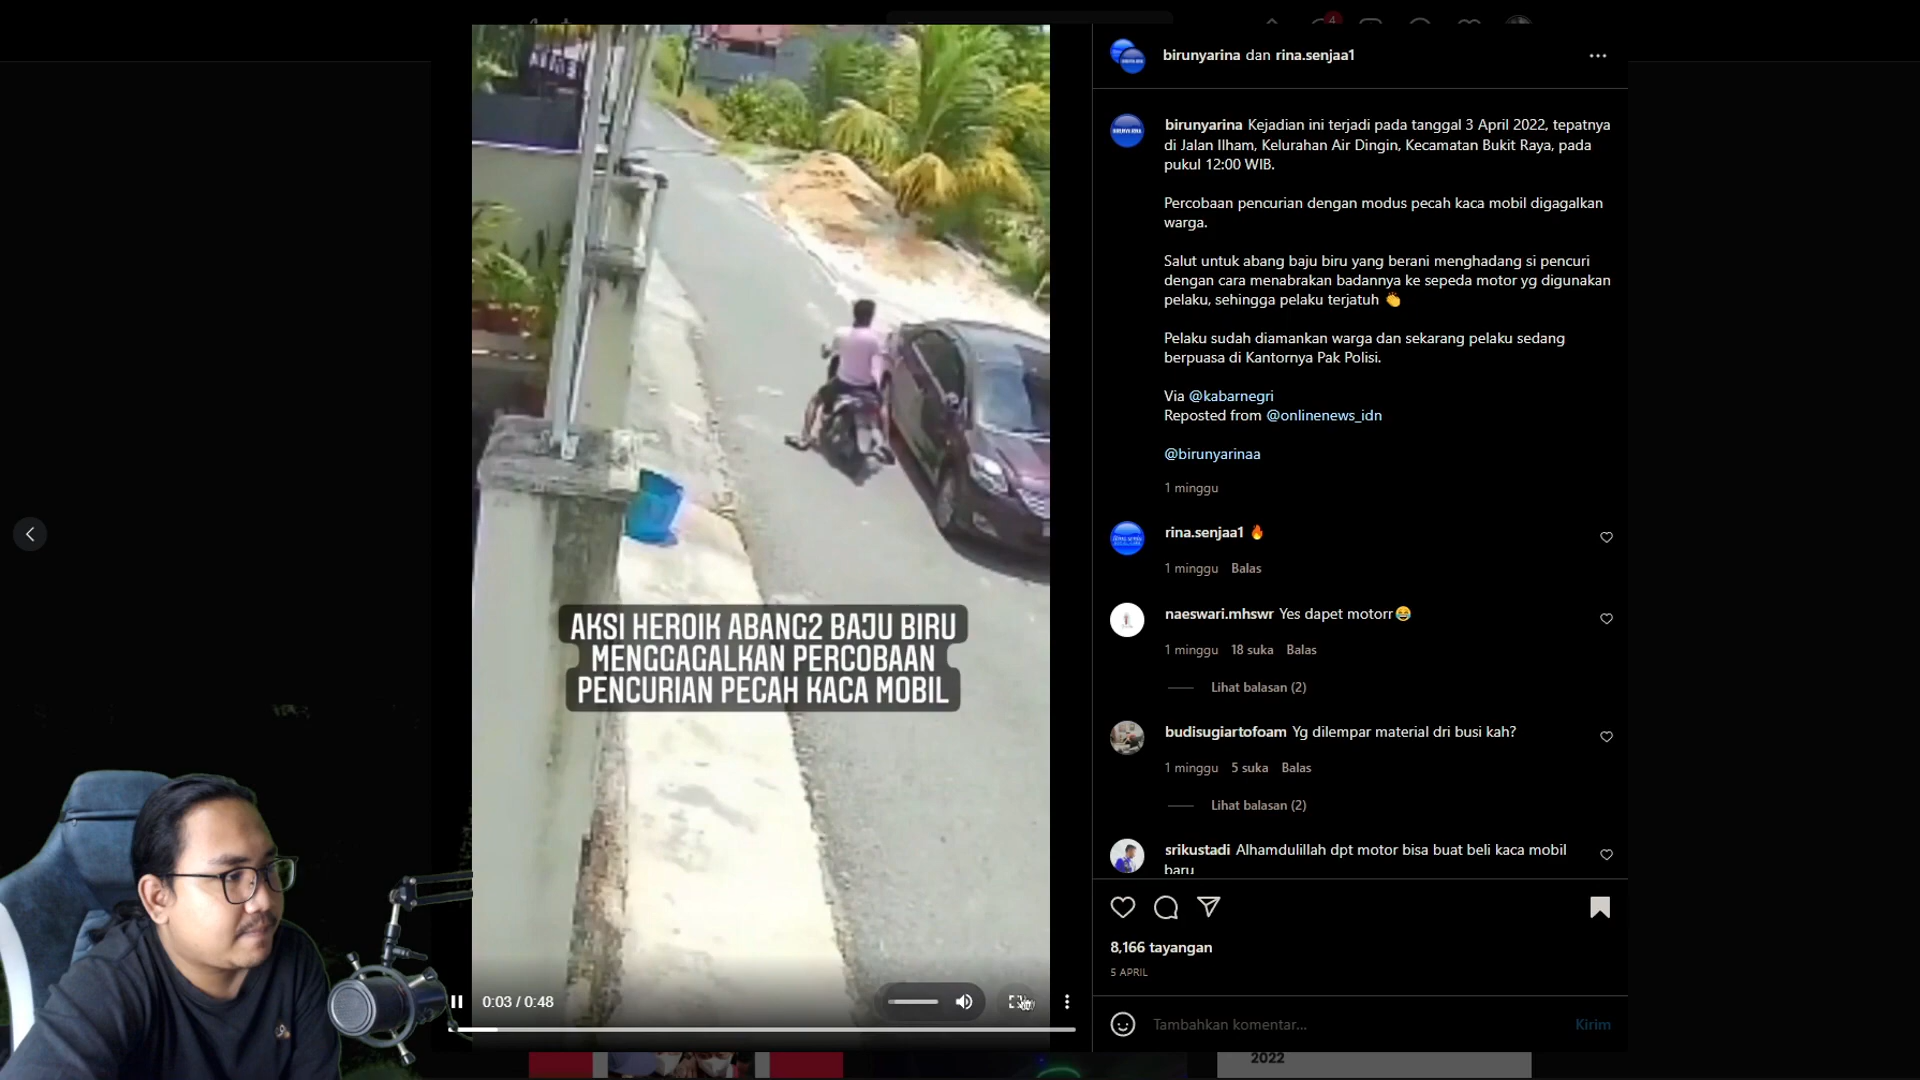 4
birunyarina dan rina.senjaa1
birunyarina Kejadian ini terjadi pada tanggal 3 April 2022, tepatnya
di Jalan Ilham, Kelurahan Air Dingin, Kecamatan Bukit Raya, pada
pukul 12:00 WIB.
Percobaan pencurian dengan modus pecah kaca mobil digagalkan
warga.
Salut untuk abang baju biru yang berani menghadang si pencuri
dengan cara menabrakan badannya ke sepeda motor yg digunakan
pelaku, sehingga pelaku terjatuh 👏
Pelaku sudah diamankan warga dan sekarang pelaku sedang
berpuasa di Kantornya Pak Polisi.
Via @kabarnegri
Reposted from @onlinenews_idn
@birunyarinaa
1 minggu
rina.senjaa1 🔥
1 minggu Balas
naeswari.mhswr Yes dapet motorr😂
1 minggu 18 suka Balas
Lihat balasan (2)
budisugiartofoam Yg dilempar material dri busi kah?
1 minggu 5 suka Balas
Lihat balasan (2)
srikustadi Alhamdulillah dpt motor bisa buat beli kaca mobil
baru
8,166 tayangan
5 APRIL
Tambahkan komentar...
Kirim
AKSI HEROIK ABANG2 BAJU BIRU
MENGGAGALKAN PERCOBAAN
PENCURIAN PECAH KACA MOBIL
0:03 / 0:48
2022